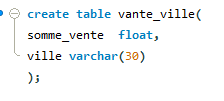 create table vante_ville(
somme_vente  float,
ville varchar(30)
);